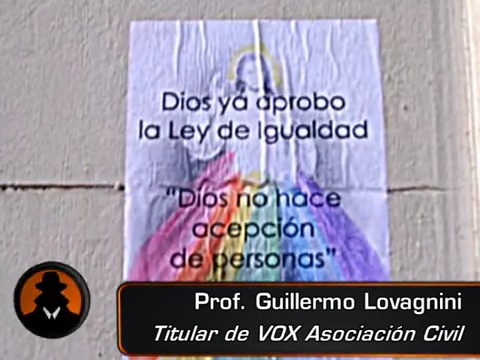 Dios yá aprobo
la Ley de Igualdad
"Dios no hace
acepción
de personas"
Prof. Guillermo Lovagnini
Titular de VOX Asociación Civil